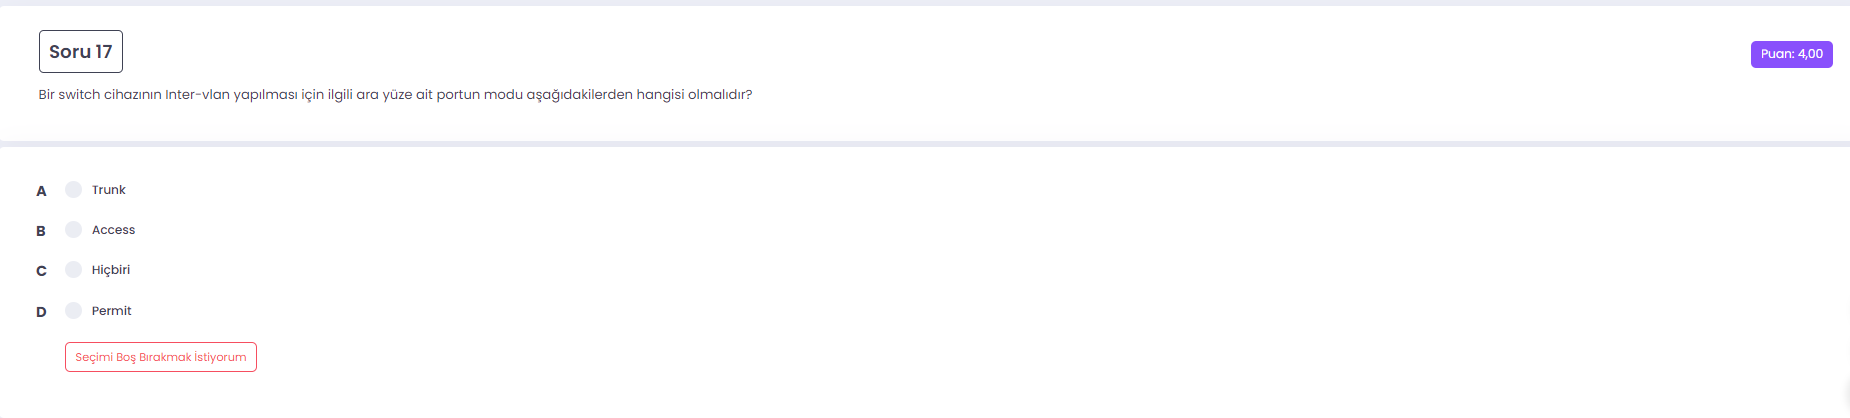 Soru 17
Puan: 4,00
Bir switch cihazının Inter-vlan yapılması için ilgili ara yüze ait portun modu aşağıdakilerden hangisi olmalıdır?
A Trunk
B Access
C Hiçbiri
D Permit
Seçimi Boş Bırakmak İstiyorum